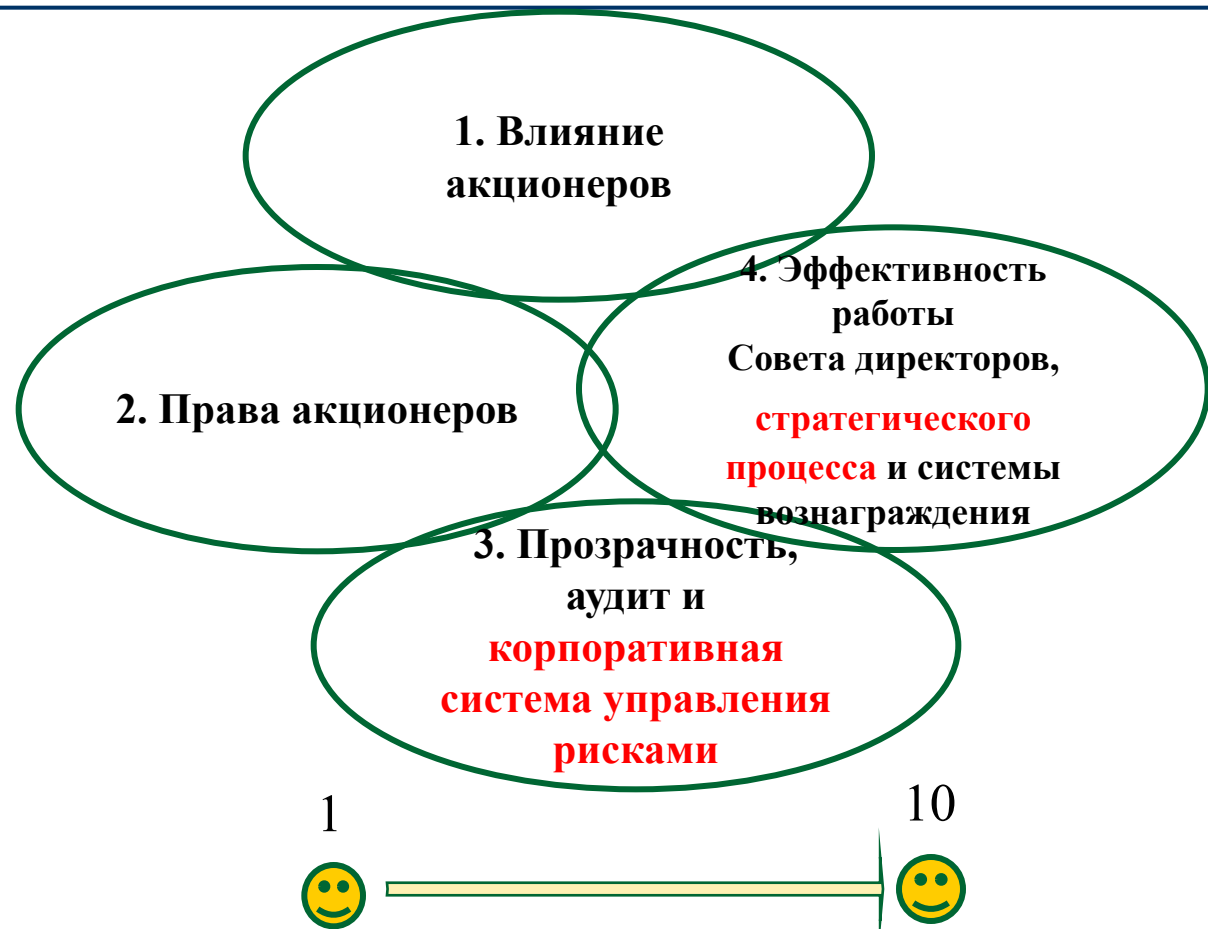 1. Влияние
акционеров
2. Права акционеров
4. Эффективность
работы
Совета директоров,
стратегического
процесса и системы
вознаграждения
3. Прозрачность,
аудит и
корпоративная
система управления
рисками
1
10